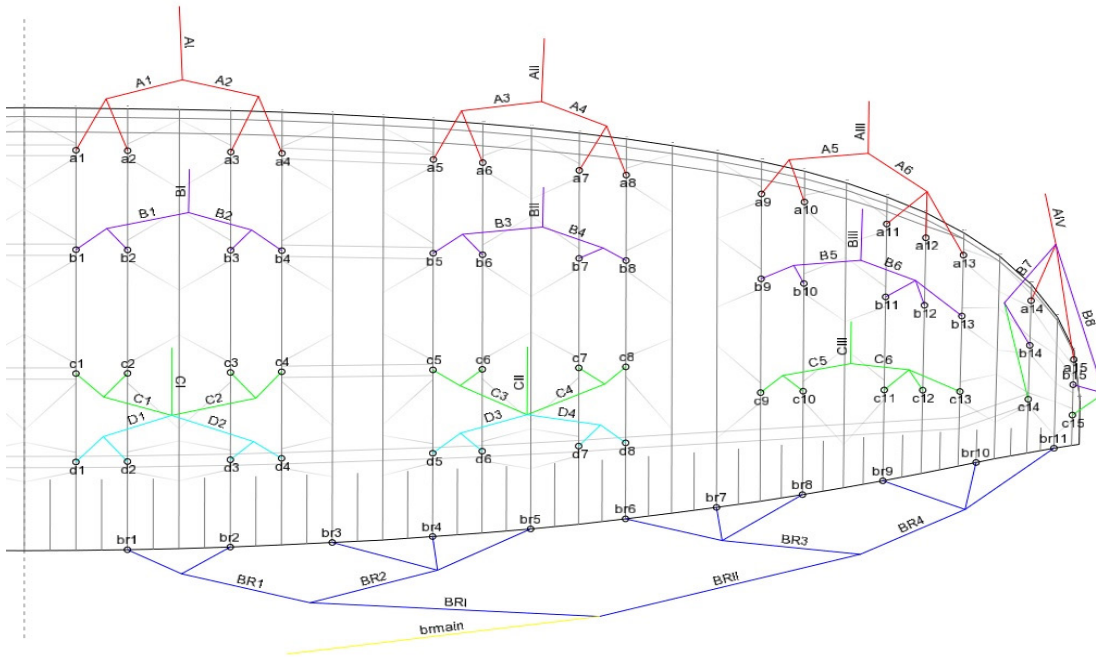 AI
AII
AIII
AIV
A1 A2
A3 A4
A5 A6
a1 a2 a3 a4
a5 a6 a7 a8
a9 a10 a11 a12 a13
a14 a15
BI
BII
BIII
B1 B2
B3 B4
B5 B6
B7 B8
b1 b2 b3 b4
b5 b6 b7 b8
b9 b10 b11 b12 b13
b14 b15
c1 c2 c3 c4
c5 c6 c7 c8
CI
CII
CIII
C1 C2
C3 C4
C5 C6
c9 c10 c11 c12 c13
c14 c15
D1 D2
D3 D4
d1 c2 d3 d4
d5 d6 d7 d8
br1 br2 br3 br4 br5 br6 br7 br8 br9 br10 br11
BR1 BR2 BR3 BR4
BRI BRII
brmain